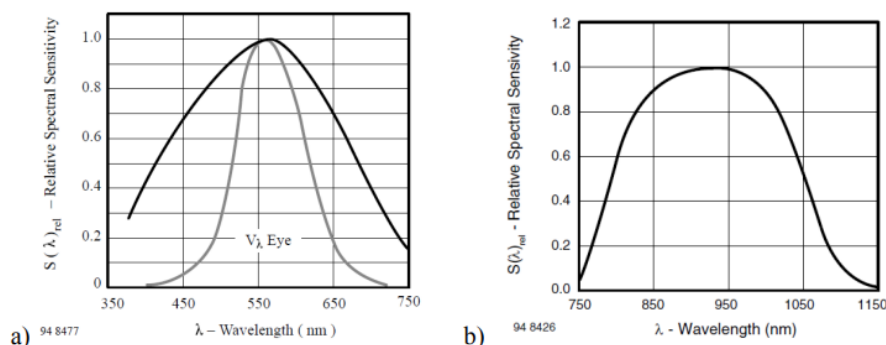 S ( λ )rel – Relative Spectral Sensitivity
1.0
0.8
0.6
0.4
0.2
0
Vλ Eye
350 450 550 650 750
λ – Wavelength ( nm )
a) 94 8477
S(λ)rel - Relative Spectral Sensivity
1.2
1.0
0.8
0.6
0.4
0.2
0.0
750 850 950 1050 1150
λ - Wavelength (nm)
b) 94 8426